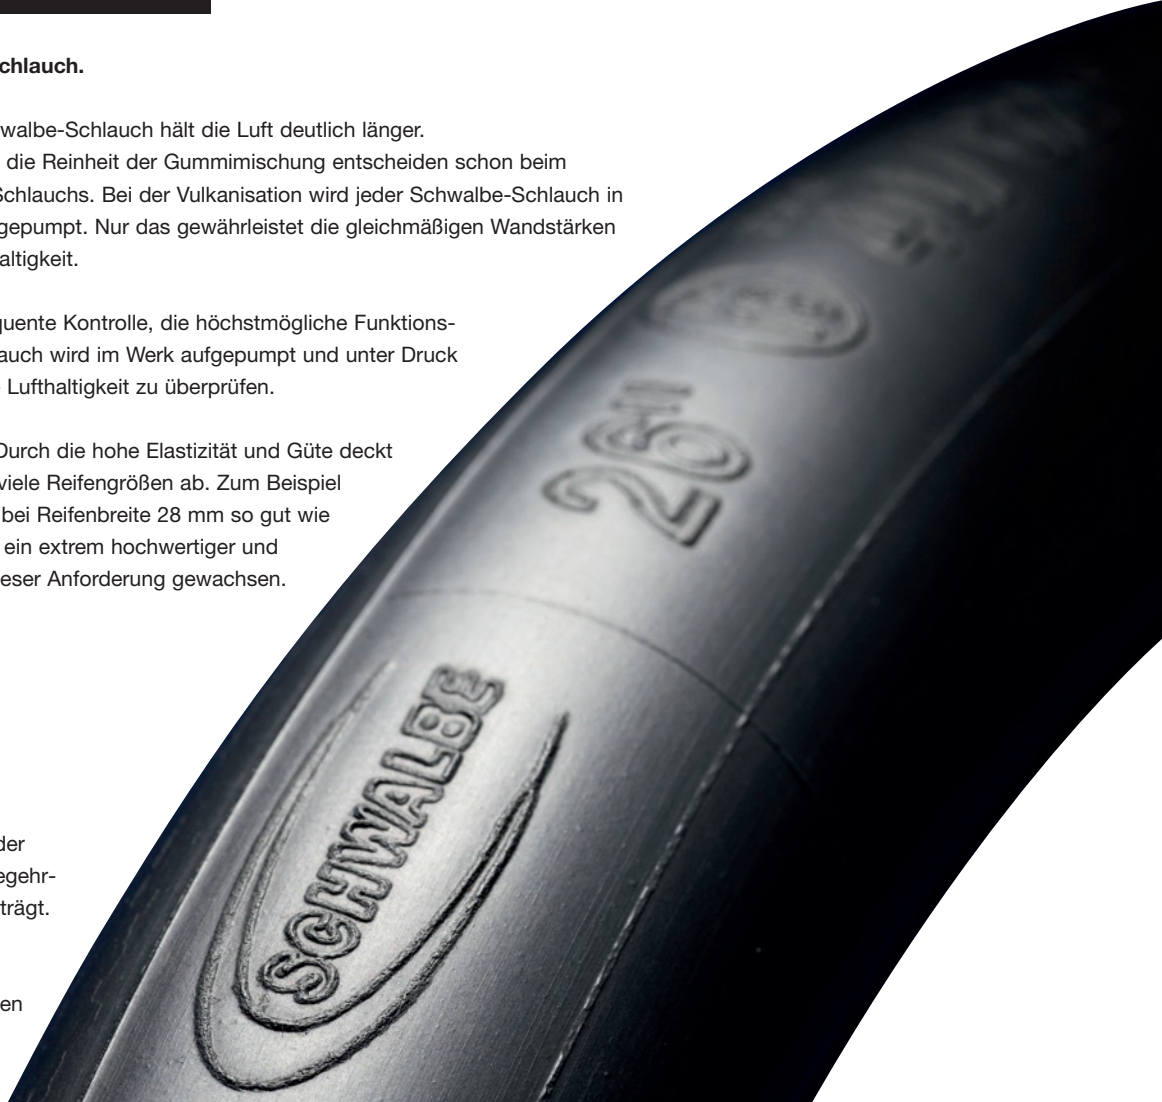 chlauch.
walbe-Schlauch hält die Luft deutlich länger.
die Reinheit der Gummimischung entscheiden schon beim
Schlauchs. Bei der Vulkanisation wird jeder Schwalbe-Schlauch in
gepumpt. Nur das gewährleistet die gleichmäßigen Wandstärken
altigkeit.
quente Kontrolle, die höchstmögliche Funktions-
auch wird im Werk aufgepumpt und unter Druck
Lufthaltigkeit zu überprüfen.
Durch die hohe Elastizität und Güte deckt
viele Reifengrößen ab. Zum Beispiel
bei Reifenbreite 28 mm so gut wie
ein extrem hochwertiger und
ieser Anforderung gewachsen.
der
egehr-
trägt.
en
26"
SCHWALBE